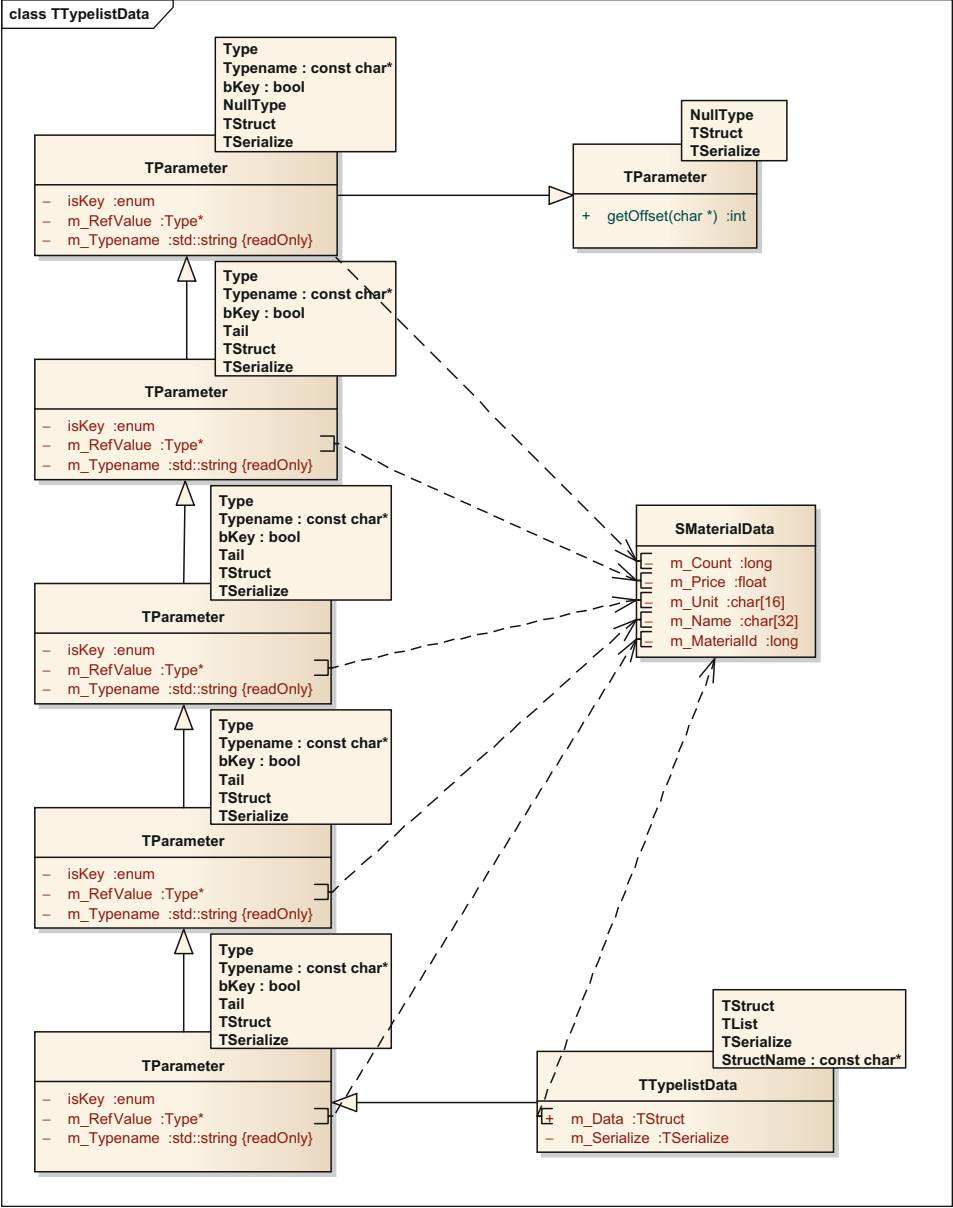 class TTypelistData
Type
Typename : const char*
bKey : bool
NullType
TStruct
TSerialize
TParameter
– isKey :enum
– m_RefValue :Type*
– m_Typename :std::string {readOnly}
NullType
TStruct
TSerialize
TParameter
+ getOffset(char *) :int
Type
Typename : const char*
bKey : bool
Tail
TStruct
TSerialize
TParameter
– isKey :enum
– m_RefValue :Type*
– m_Typename :std::string {readOnly}
Type
Typename : const char*
bKey : bool
Tail
TStruct
TSerialize
TParameter
– isKey :enum
– m_RefValue :Type*
– m_Typename :std::string {readOnly}
SMaterialData
– m_Count :long
– m_Price :float
– m_Unit :char[16]
– m_Name :char[32]
– m_MaterialId :long
Type
Typename : const char*
bKey : bool
Tail
TStruct
TSerialize
TParameter
– isKey :enum
– m_RefValue :Type*
– m_Typename :std::string {readOnly}
Type
Typename : const char*
bKey : bool
Tail
TStruct
TSerialize
TParameter
– isKey :enum
– m_RefValue :Type*
– m_Typename :std::string {readOnly}
TStruct
TList
TSerialize
StructName : const char*
TTypelistData
+ m_Data :TStruct
– m_Serialize :TSerialize